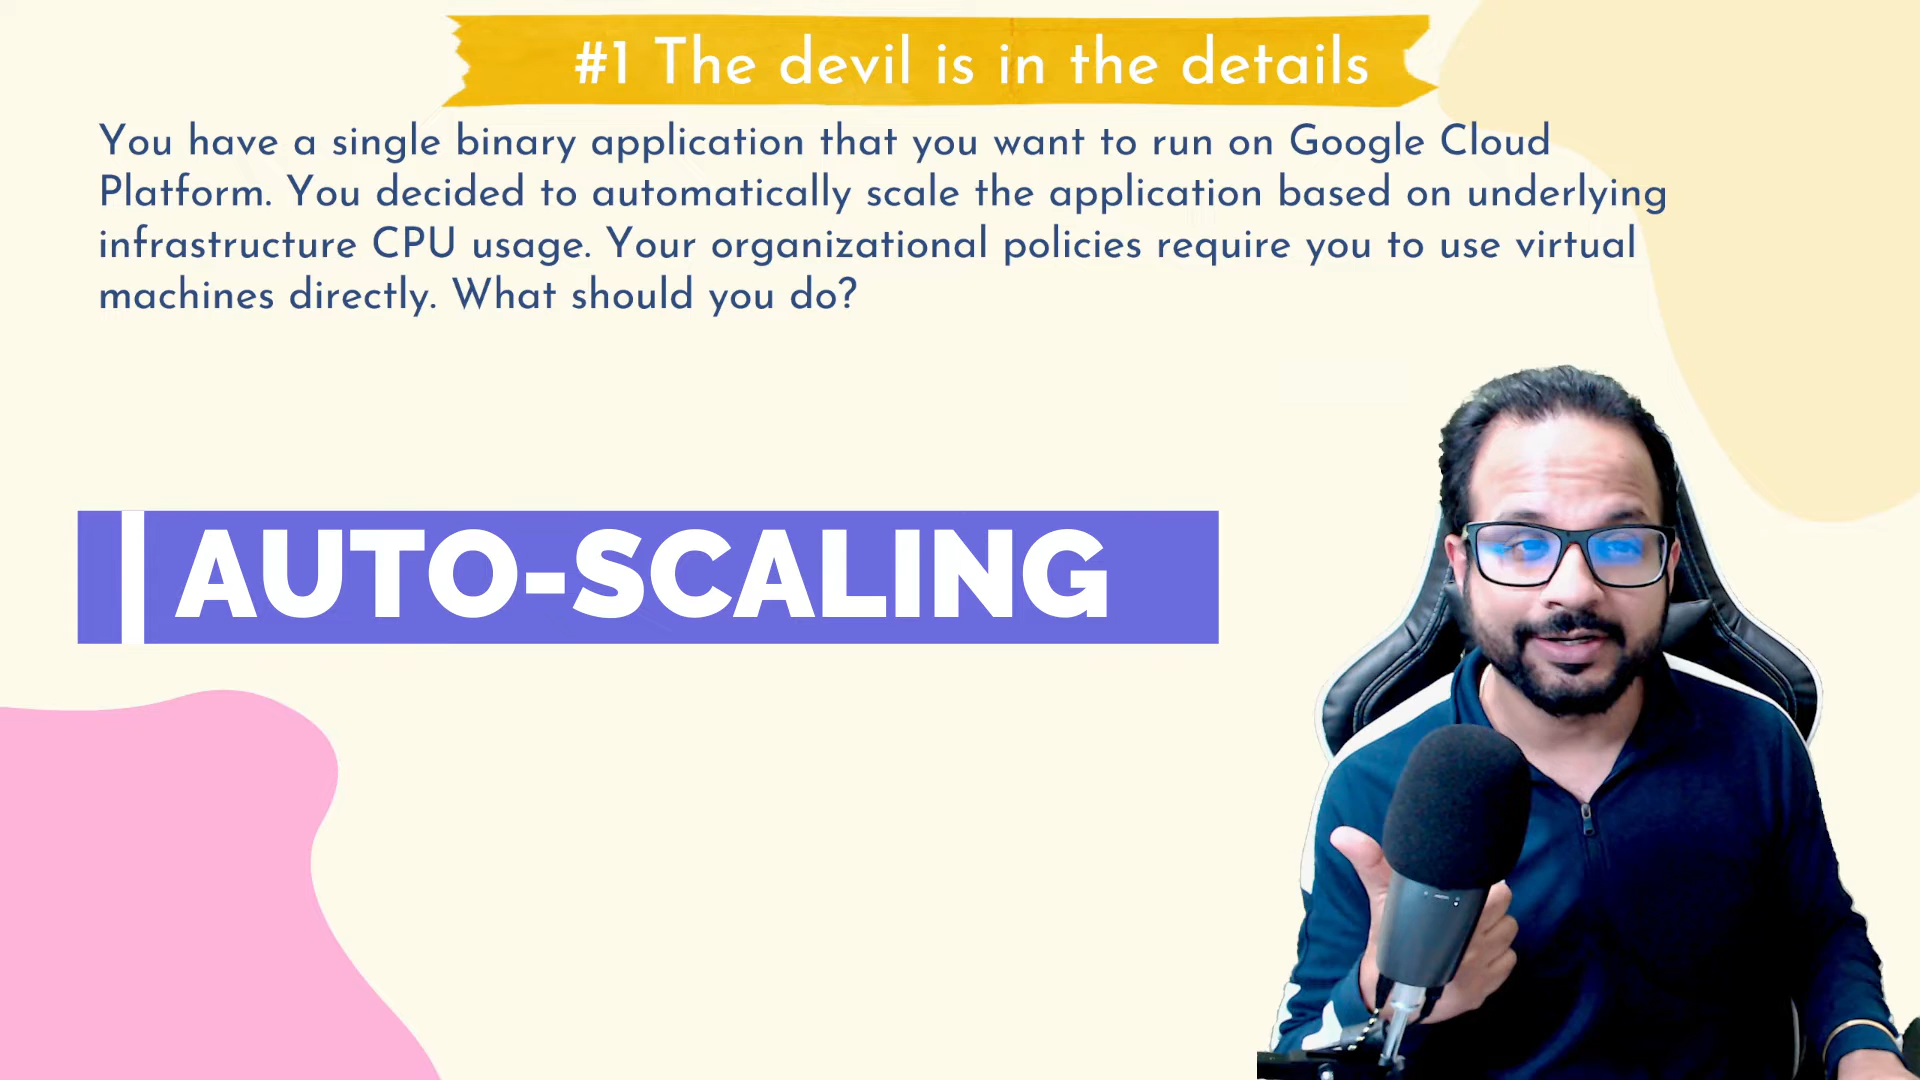 #1 The devil is in the details
You have a single binary application that you want to run on Google Cloud
Platform. You decided to automatically scale the application based on underlying
infrastructure CPU usage. Your organizational policies require you to use virtual
machines directly. What should you do?
AUTO-SCALING